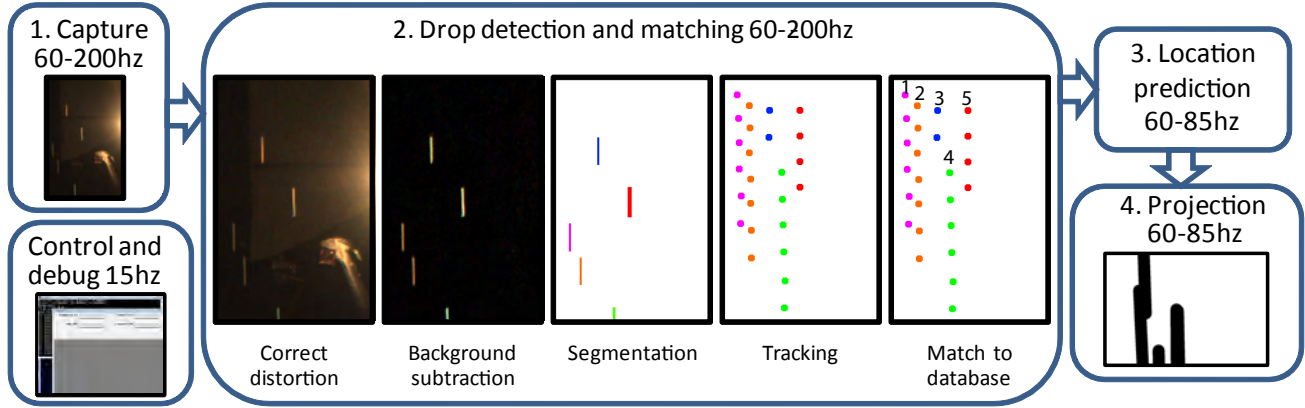 1. Capture
60-200hz
Control and
debug 15hz
2. Drop detection and matching 60-200hz
1
2
3
4
5
Correct
distortion
Background
subtraction
Segmentation
Tracking
Match to
database
3. Location
prediction
60-85hz
4. Projection
60-85hz